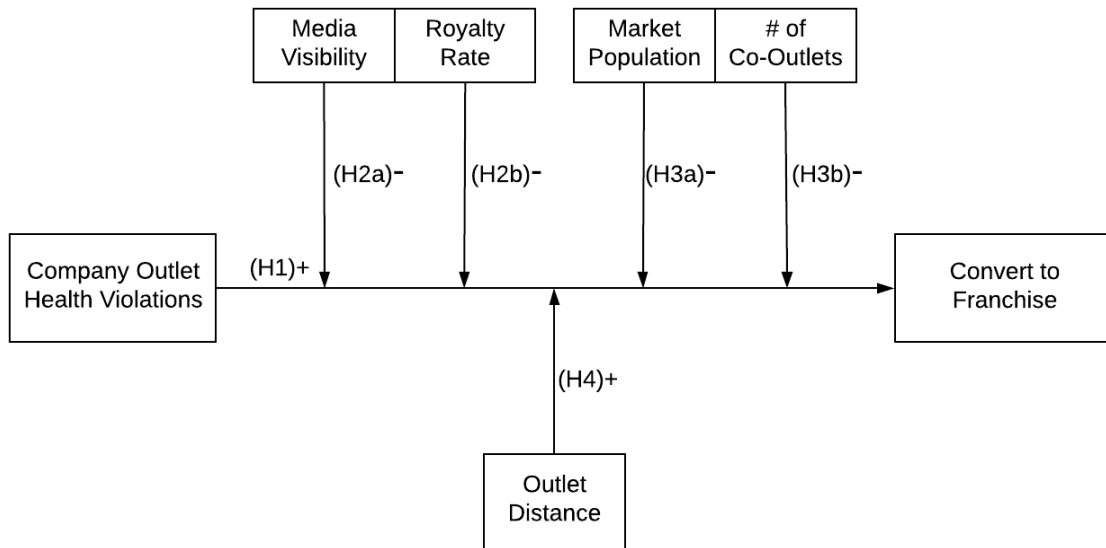 Media
Visibility
Royalty
Rate
Market
Population
# of
Co-Outlets
(H2a)-
(H2b)-
(H3a)-
(H3b)-
Company Outlet
Health Violations
(H1)+
Convert to
Franchise
(H4)+
Outlet
Distance